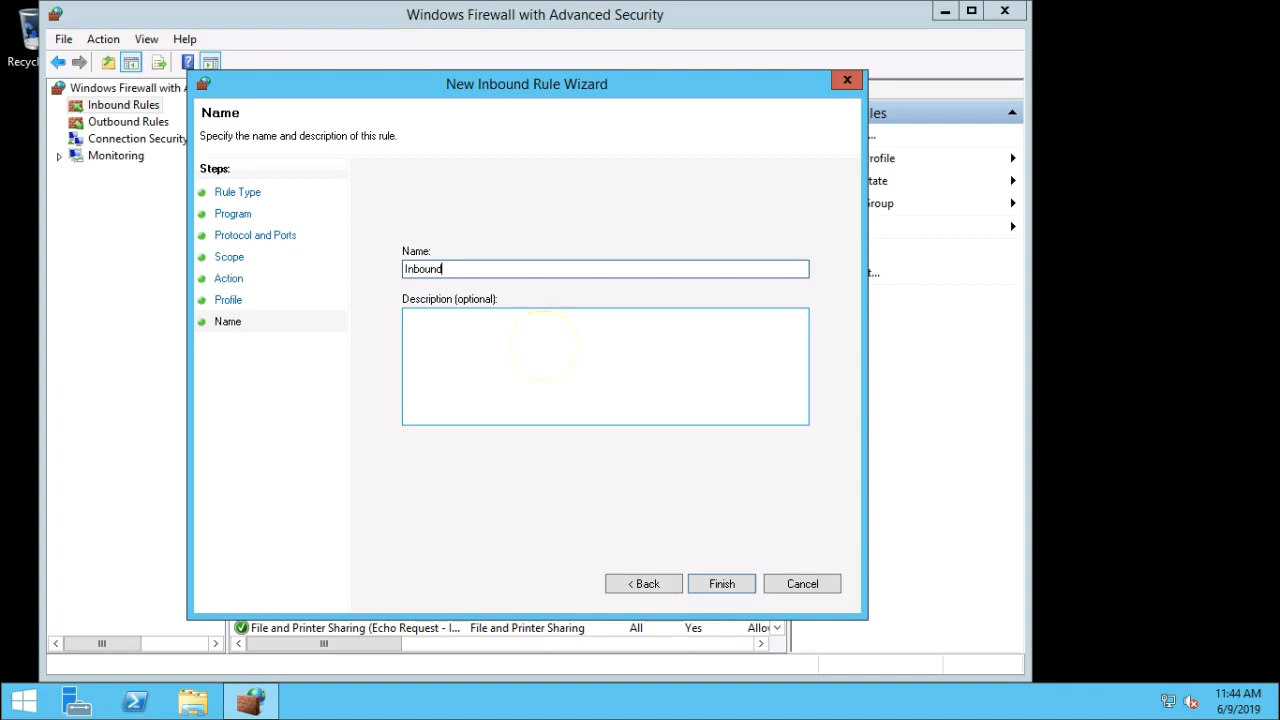 Windows Firewall with Advanced Security
File Action View Help
Recyc
Windows Firewall with A
Inbound Rules
Outbound Rules
Connection Security
Monitoring
New Inbound Rule Wizard
x
Name
Specify the name and description of this rule.
Steps:
Rule Type
Program
Protocol and Ports
Scope
Action
Profile
Name
Name:
Inbound
Description (optional):
< Back Finish Cancel
les
...
rofile
tate
Group
t...
File and Printer Sharing (Echo Request - I... File and Printer Sharing All Yes Allo
11:44 AM
6/9/2019